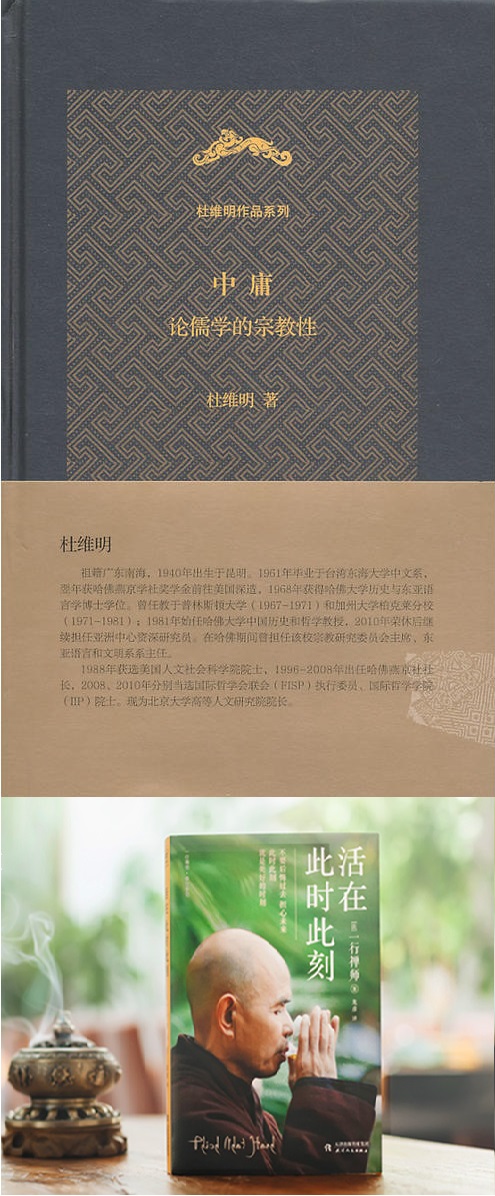 杜维明作品系列
中庸
论儒学的宗教性
杜维明 著
杜维明
祖籍广东南海，1940年出生于昆明。1961年毕业于台湾东海大学中文系，
翌年获哈佛燕京学社奖学金前往美国深造，1968年获得哈佛大学历史与东亚语
言学博士学位。曾任教于普林斯顿大学（1967-1971）和加州大学柏克莱分校
（1971-1981）；1981年始任哈佛大学中国历史和哲学教授，2010年荣休后继
续担任亚洲中心资深研究员。在哈佛期间曾担任该校宗教研究委员会主席、东
亚语言和文明系系主任。
1988年获选美国人文社会科学院院士，1996-2008年出任哈佛燕京社社
长，2008、2010年分别当选国际哲学会联会（FISP）执行委员、国际哲学学院
（IIP）院士。现为北京大学高等人文研究院院长。
活在
此时此刻
一行禅师 著
不要后悔过去 担心未来
此时此刻
就是美好的时刻